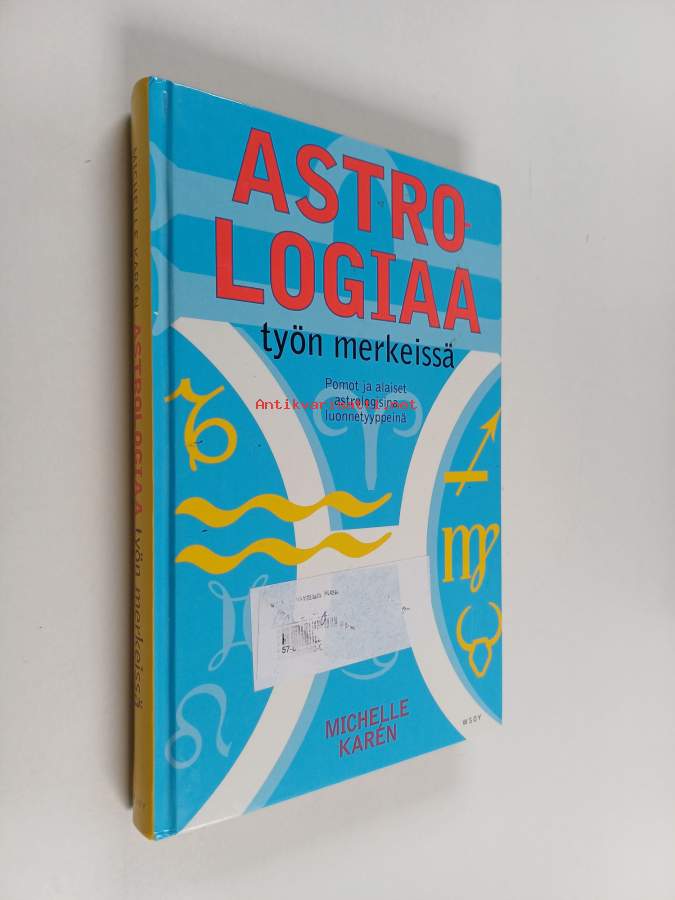 ASTRO-
LOGIAA
työn merkeissä
Pomot ja alaiset
astrologisina
luonnetyyppeinä
Antikvariaatti.net
MICHELLE
KARÉN
WSOY
MICHELLE KARÉN ASTROLOGIAA työn merkeissä